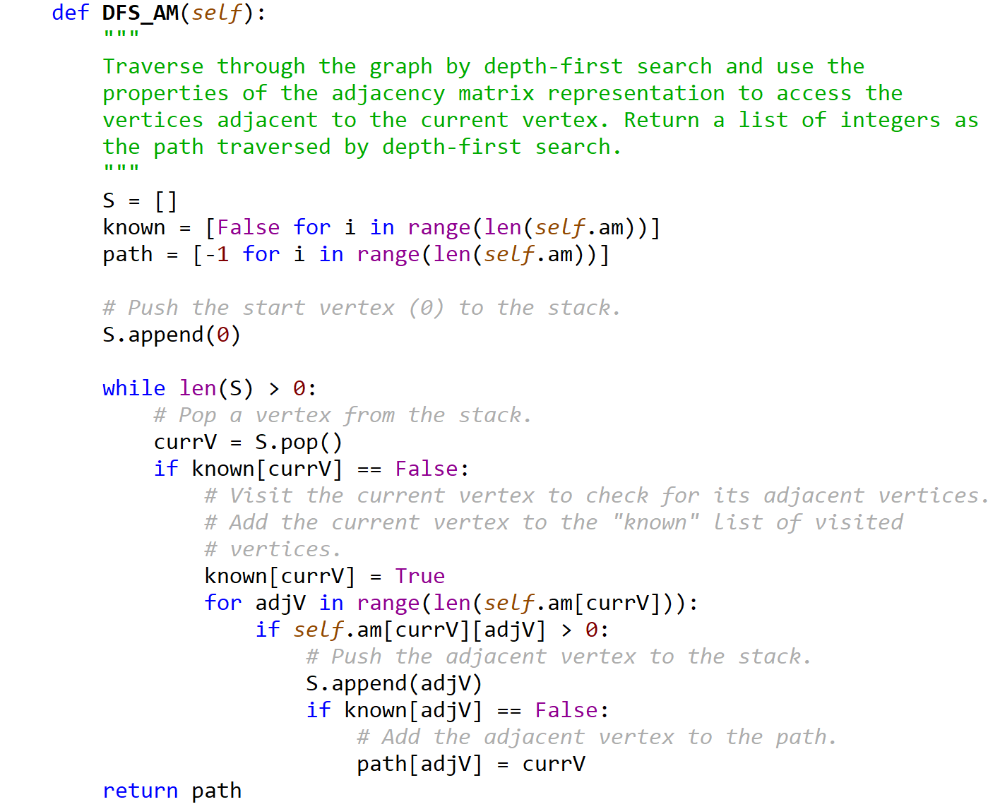 def DFS_AM(self):
"""
Traverse through the graph by depth-first search and use the
properties of the adjacency matrix representation to access the
vertices adjacent to the current vertex. Return a list of integers as
the path traversed by depth-first search.
"""
S = []
known = [False for i in range(len(self.am))]
path = [-1 for i in range(len(self.am))]
# Push the start vertex (0) to the stack.
S.append(0)
while len(S) > 0:
# Pop a vertex from the stack.
currV = S.pop()
if known[currV] == False:
# Visit the current vertex to check for its adjacent vertices.
# Add the current vertex to the "known" list of visited
# vertices.
known[currV] = True
for adjV in range(len(self.am[currV])):
if self.am[currV][adjV] > 0:
# Push the adjacent vertex to the stack.
S.append(adjV)
if known[adjV] == False:
# Add the adjacent vertex to the path.
path[adjV] = currV
return path